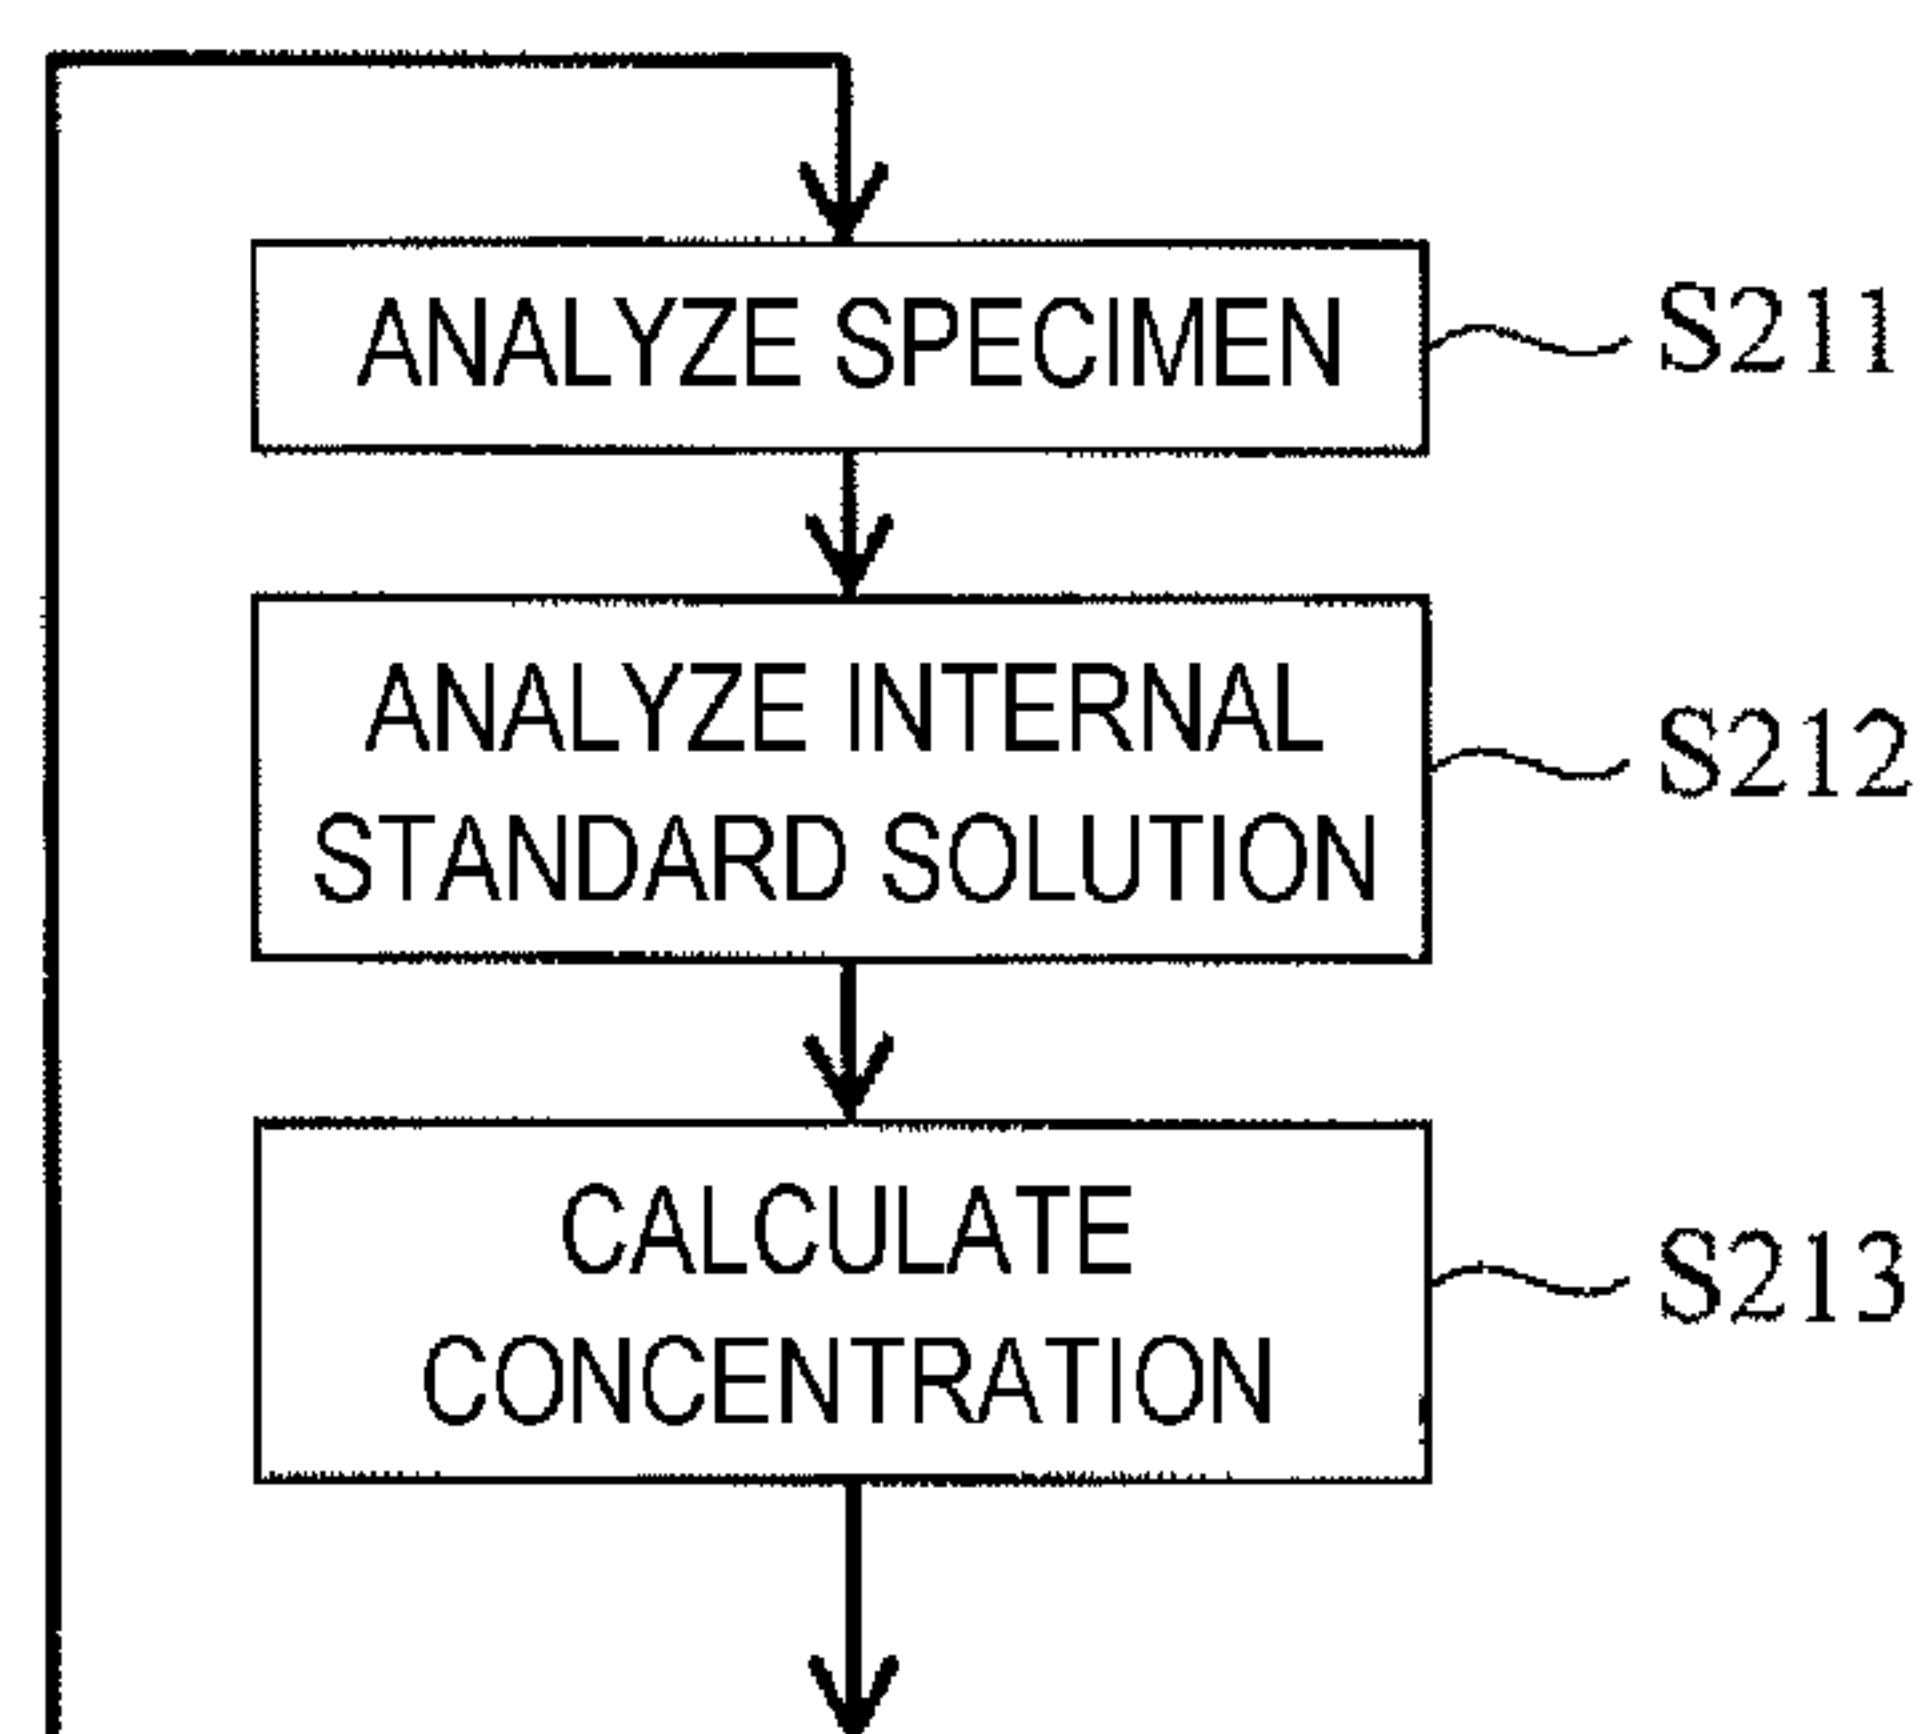 ANALYZE SPECIMEN
S211
ANALYZE INTERNAL
STANDARD SOLUTION
S212
CALCULATE
CONCENTRATION
S213